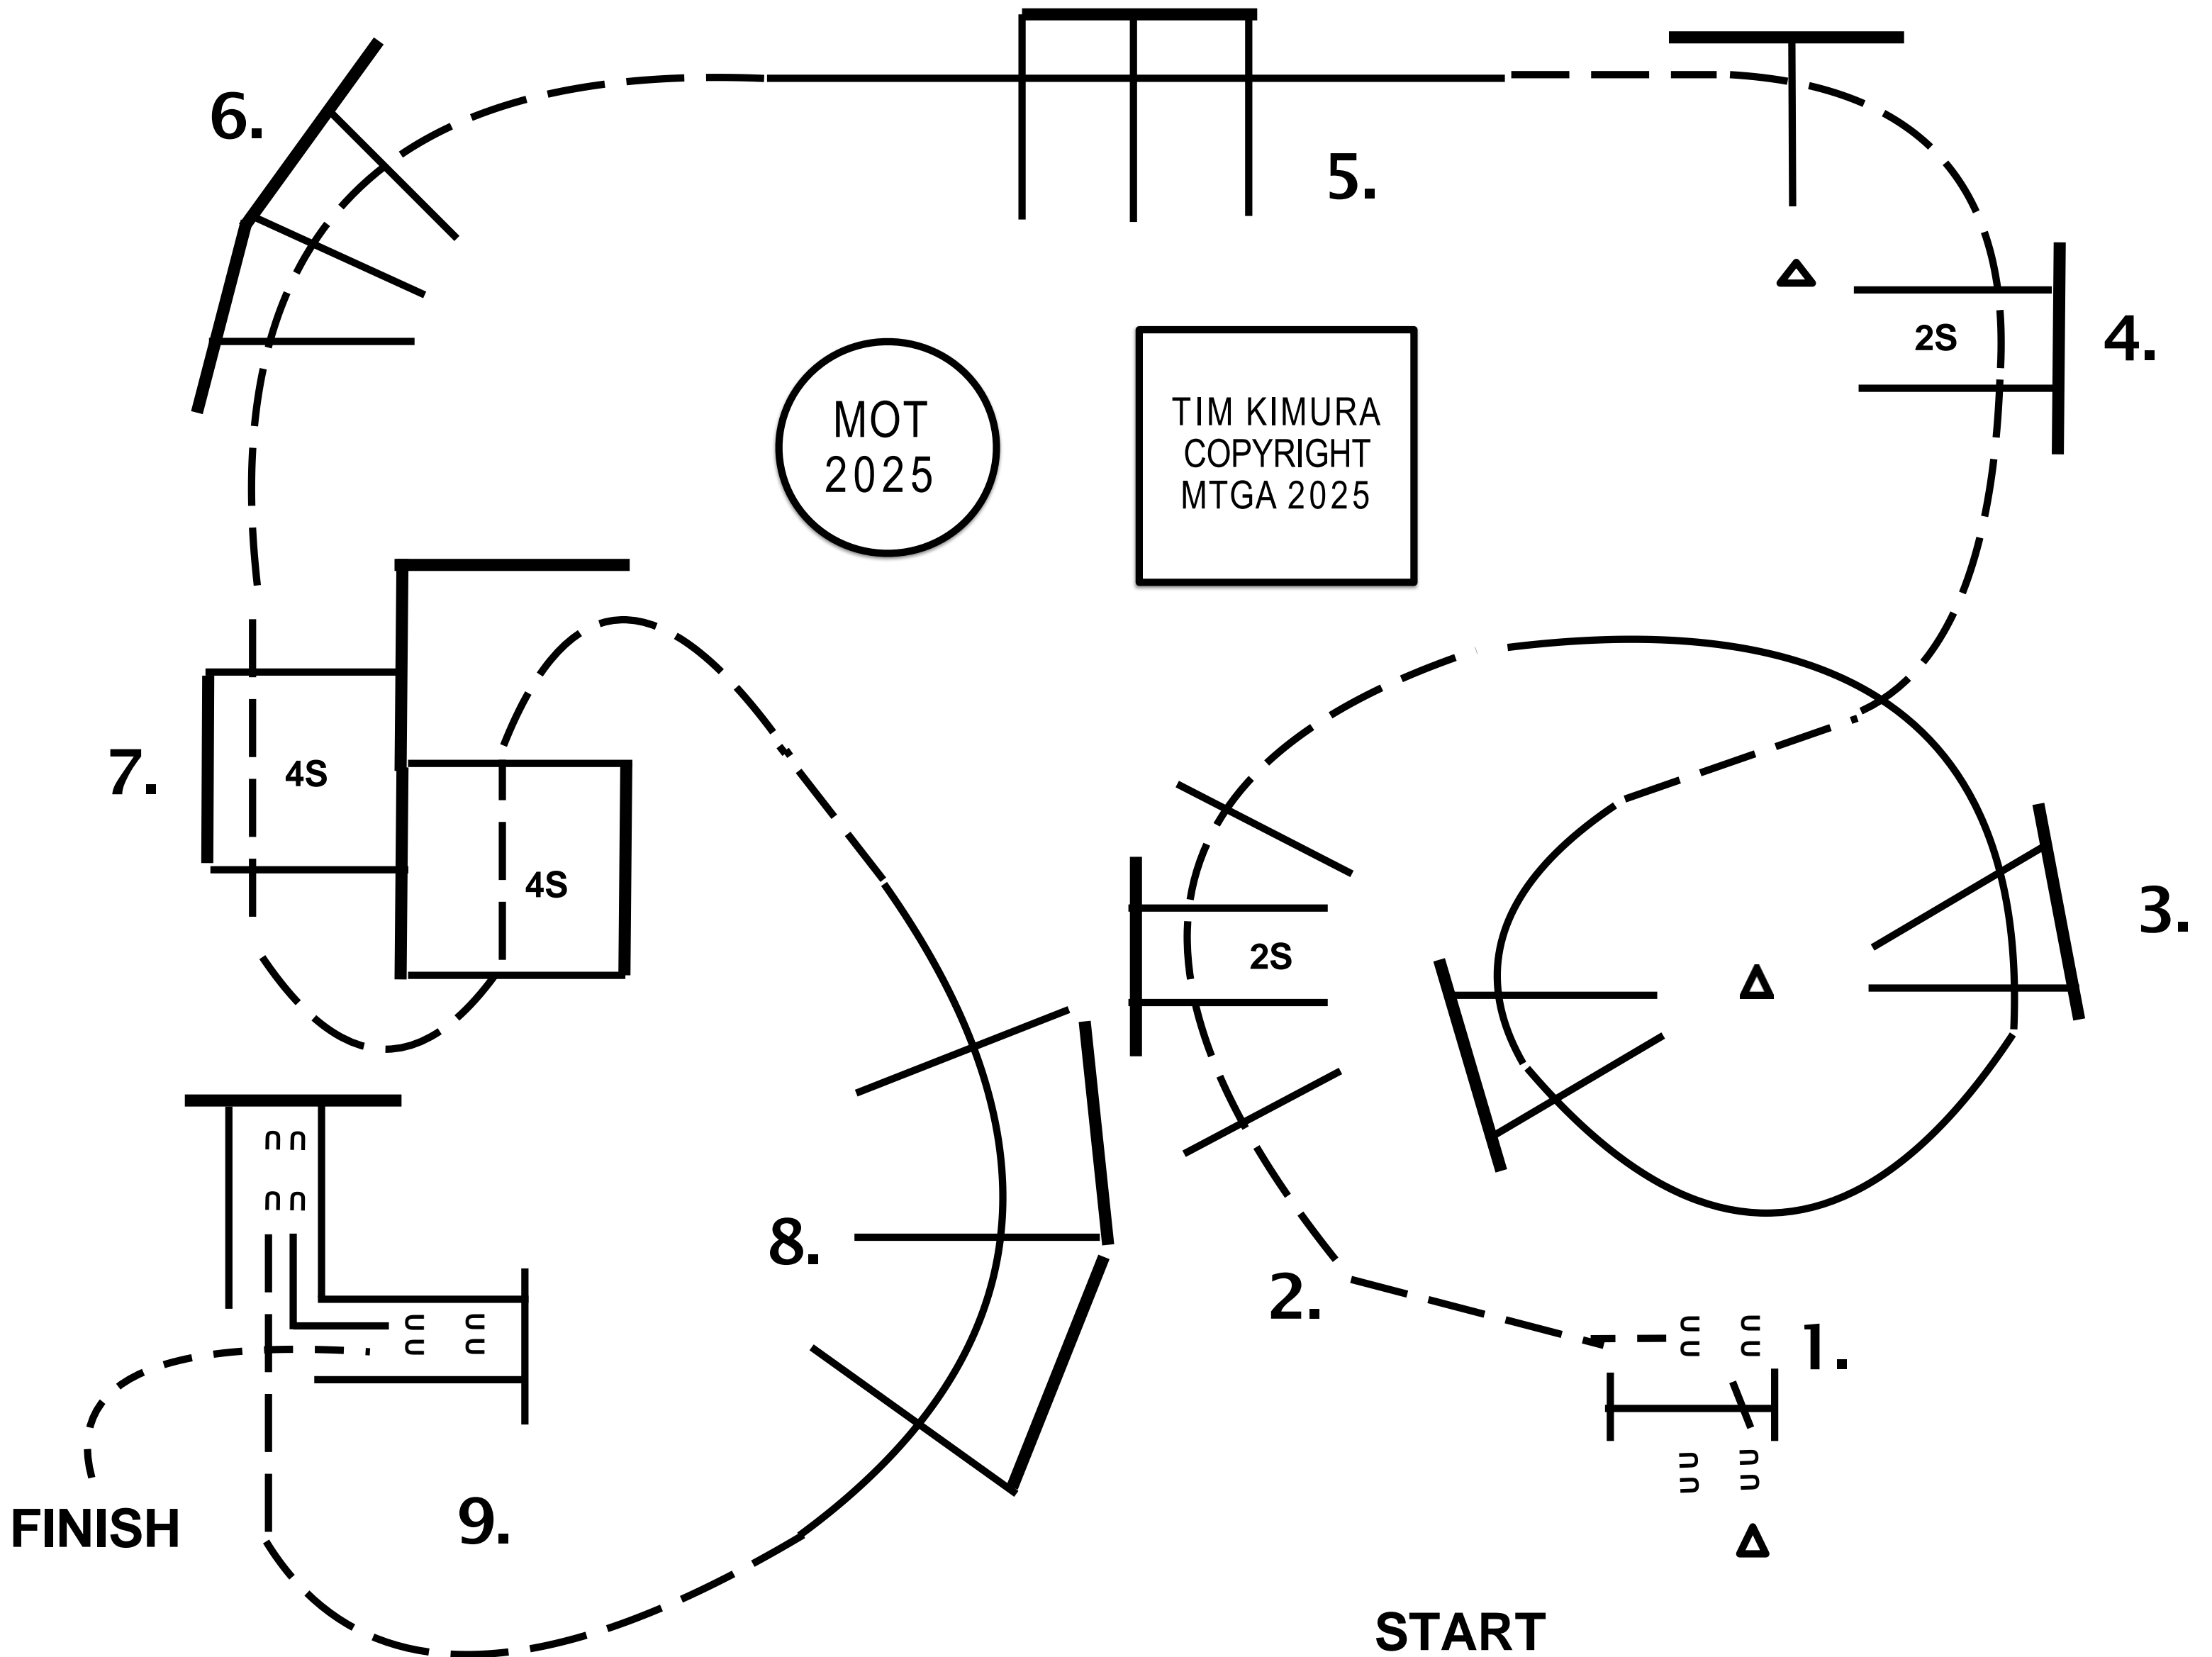 6.
5.
MOT
2025
TIM KIMURA
COPYRIGHT
MTGA 2025
2S
4.
7.
4S
4S
2S
3.
8.
2.
1.
FINISH
9.
START